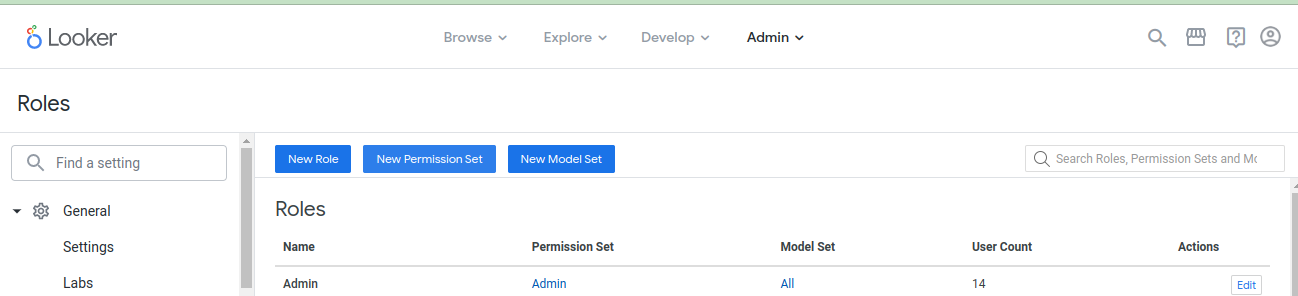 Looker
Browse Explore Develop Admin
Roles
Find a setting
General
Settings
Labs
New Role New Permission Set New Model Set
Search Roles, Permission Sets and Mo
Roles
Name Permission Set Model Set User Count Actions
Admin Admin All 14 Edit